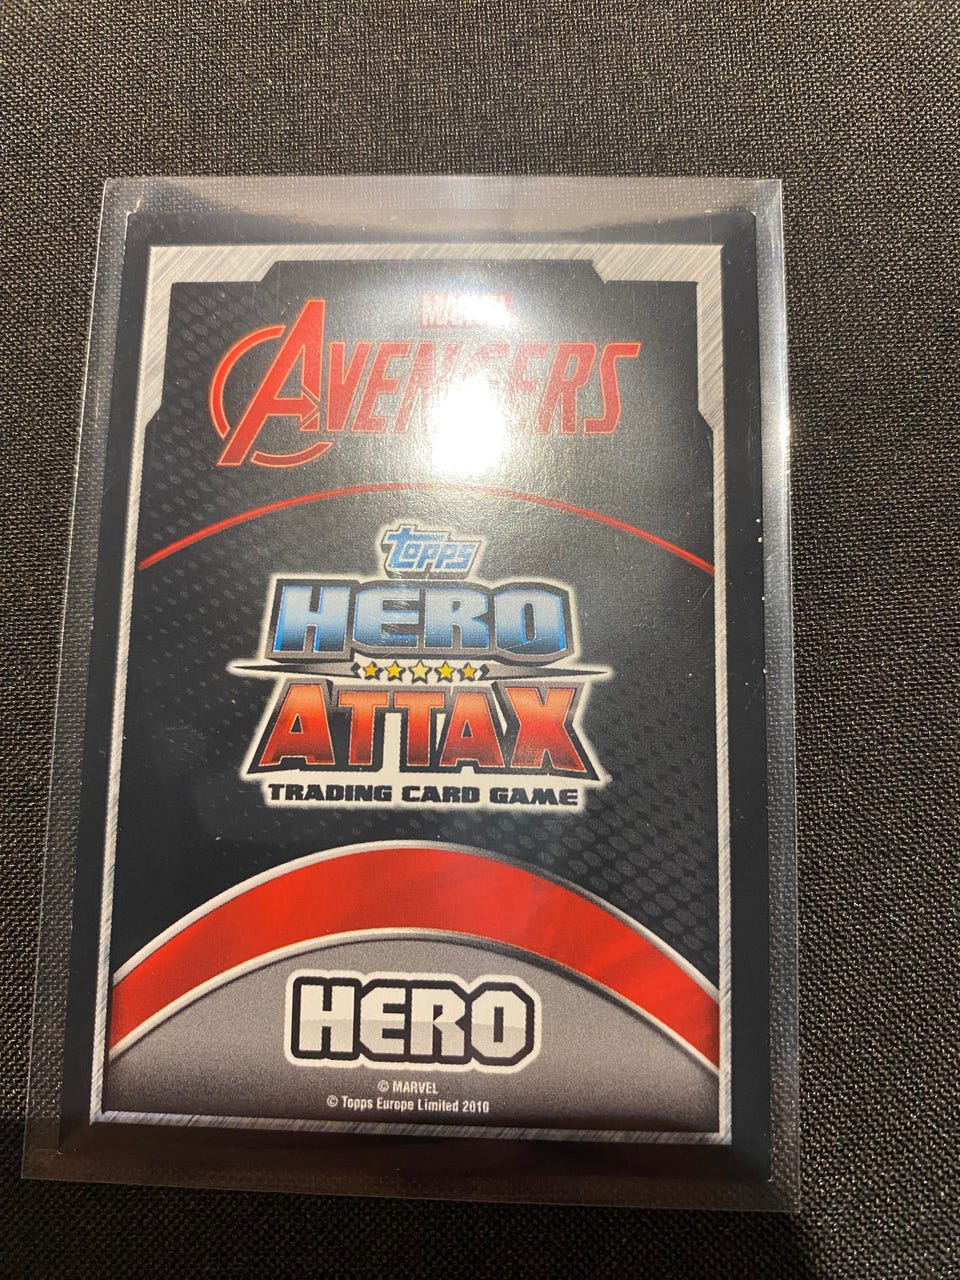 MARVEL
AVENGERS
topps
HERO
ATTAX
TRADING CARD GAME
HERO
© MARVEL
© Topps Europe Limited 2010